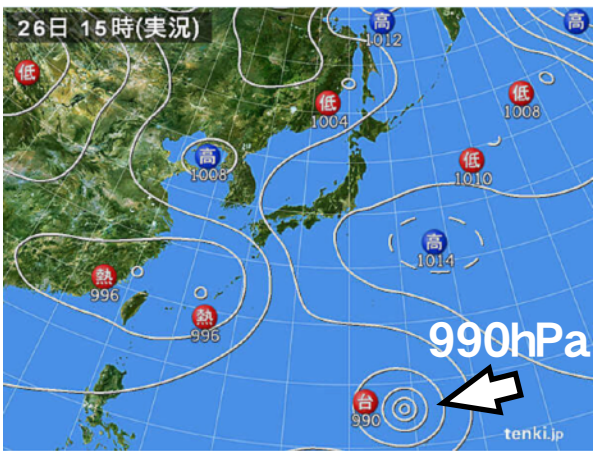 26日 15時(実況)
高
1012
高
低
低
1004
低
1008
高
1008
低
1010
高
1014
熱
996
熱
996
990hPa
台
990
tenki.jp